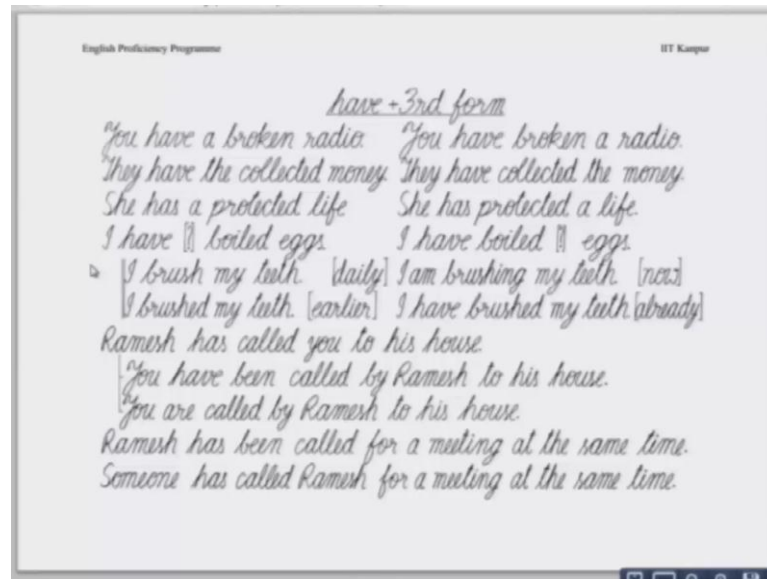 English Proficiency Programme IIT Kanpur
have + 3rd form
You have a broken radio. You have broken a radio.
They have the collected money. They have collected the money.
She has a protected life She has protected a life.
I have [] boiled eggs. I have boiled [] eggs.
I brush my teeth. [daily] I am brushing my teeth. [now]
I brushed my teeth. [earlier] I have brushed my teeth [already]
Ramesh has called you to his house.
You have been called by Ramesh to his house.
You are called by Ramesh to his house.
Ramesh has been called for a meeting at the same time.
Someone has called Ramesh for a meeting at the same time.